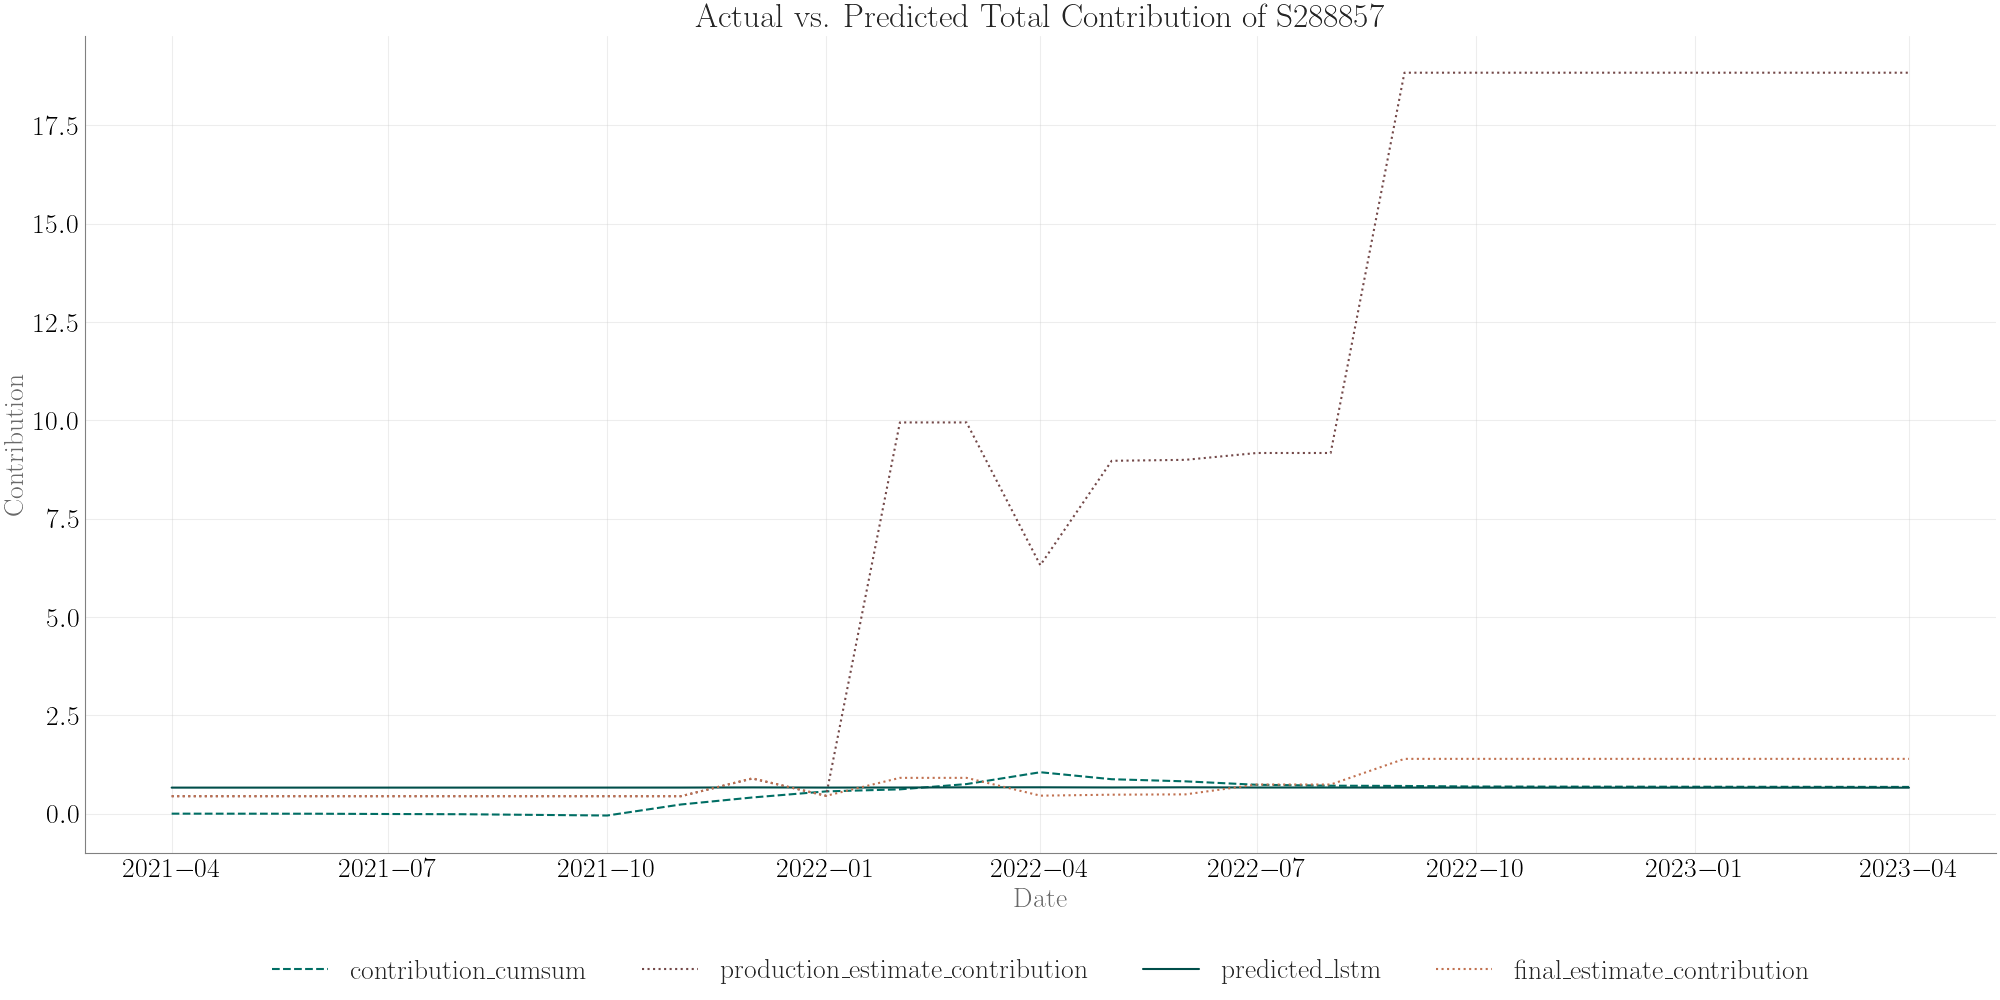 Actual vs. Predicted Total Contribution of S288857
17.5
15.0
12.5
10.0
7.5
5.0
2.5
0.0
Contribution
2021−04 2021−07 2021−10 2022−01 2022−04 2022−07 2022−10 2023−01 2023−04
Date
contribution_cumsum production_estimate_contribution predicted_lstm final_estimate_contribution